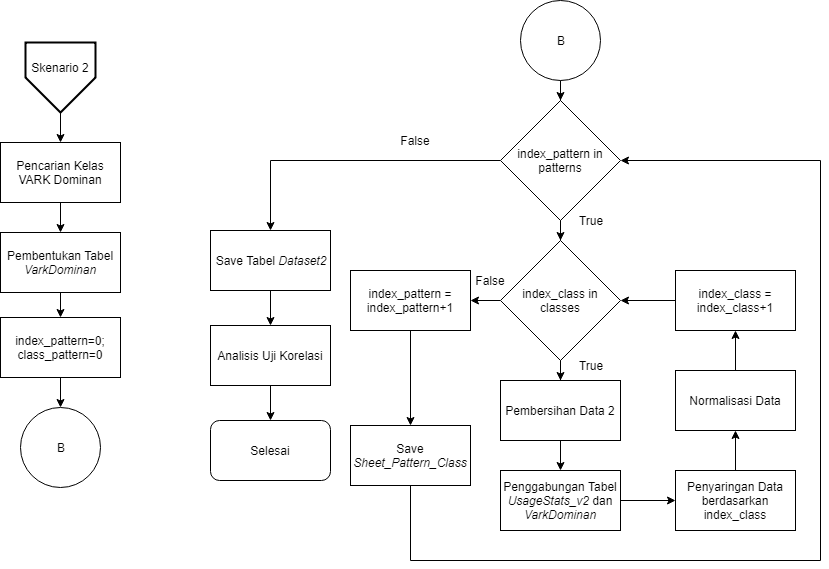 Skenario 2
Pencarian Kelas
VARK Dominan
Pembentukan Tabel
VarkDominan
index_pattern=0;
class_pattern=0
B
B
index_pattern in
patterns
False
True
Save Tabel Dataset2
Analisis Uji Korelasi
Selesai
index_class in
classes
False
True
index_pattern =
index_pattern+1
Save
Sheet_Pattern_Class
Pembersihan Data 2
Penggabungan Tabel
UsageStats_v2 dan
VarkDominan
Penyaringan Data
berdasarkan
index_class
Normalisasi Data
index_class =
index_class+1